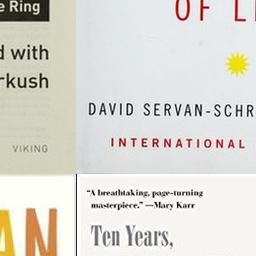 e Ring
d with
rkush
VIKING
OF L
DAVID SERVAN-SCHR
INTERNATIONAL
AN
"A breathtaking, page-turning
masterpiece." —Mary Karr
Ten Years,